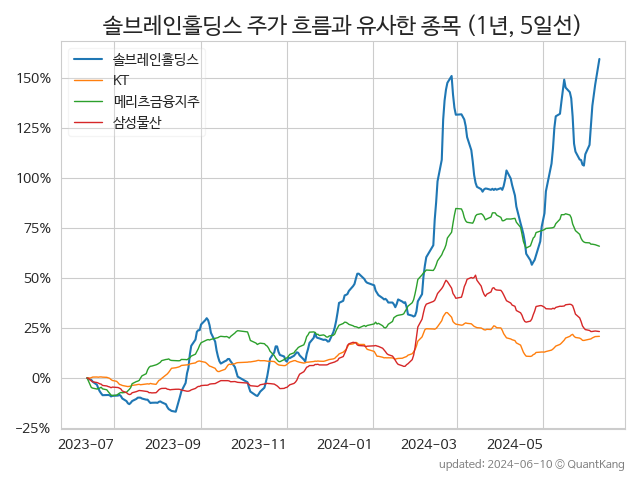 솔브레인홀딩스 주가 흐름과 유사한 종목 (1년, 5일선)
솔브레인홀딩스
KT
메리츠금융지주
삼성물산
150%
125%
100%
75%
50%
25%
0%
−25%
2023-07
2023-09
2023-11
2024-01
2024-03
2024-05
updated: 2024-06-10 © QuantKang